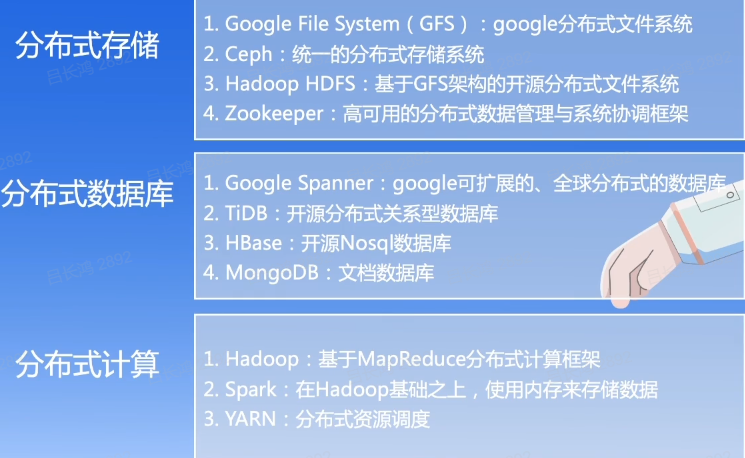 分布式存储
1. Google File System（GFS）：google分布式文件系统
2. Ceph：统一的分布式存储系统
3. Hadoop HDFS：基于GFS架构的开源分布式文件系统
4. Zookeeper：高可用的分布式数据管理与系统协调框架
分布式数据库
1. Google Spanner：google可扩展的、全球分布式的数据库
2. TiDB：开源分布式关系型数据库
3. HBase：开源Nosql数据库
4. MongoDB：文档数据库
分布式计算
1. Hadoop：基于MapReduce分布式计算框架
2. Spark：在Hadoop基础之上，使用内存来存储数据
3. YARN：分布式资源调度
吕长鸿 2892